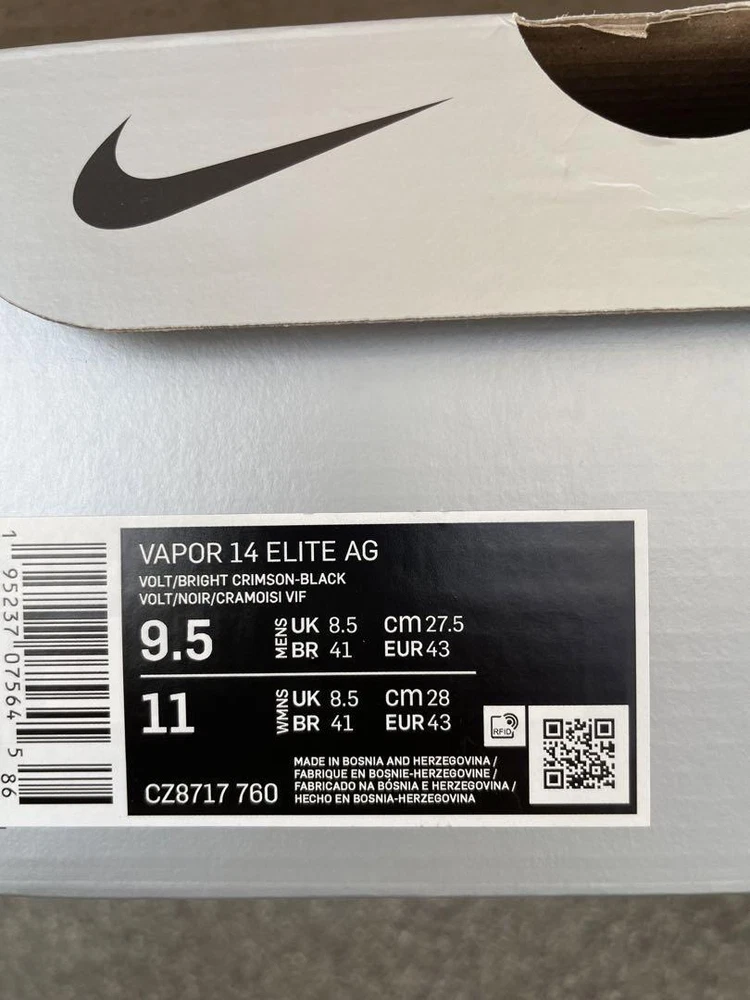 VAPOR 14 ELITE AG
VOLT/BRIGHT CRIMSON-BLACK
VOLT/NOIR/CRAMOISI VIF
9.5 MENS UK 8.5 cm 27.5
BR 41 EUR 43
11 WMNS UK 8.5 cm 28
BR 41 EUR 43
RFID
CZ8717 760
MADE IN BOSNIA AND HERZEGOVINA /
FABRIQUE EN BOSNIE-HERZEGOVINE /
FABRICADO NA BÓSNIA E HERZEGOVINA /
HECHO EN BOSNIA-HERZEGOVINA
1 95237 07564 5 86